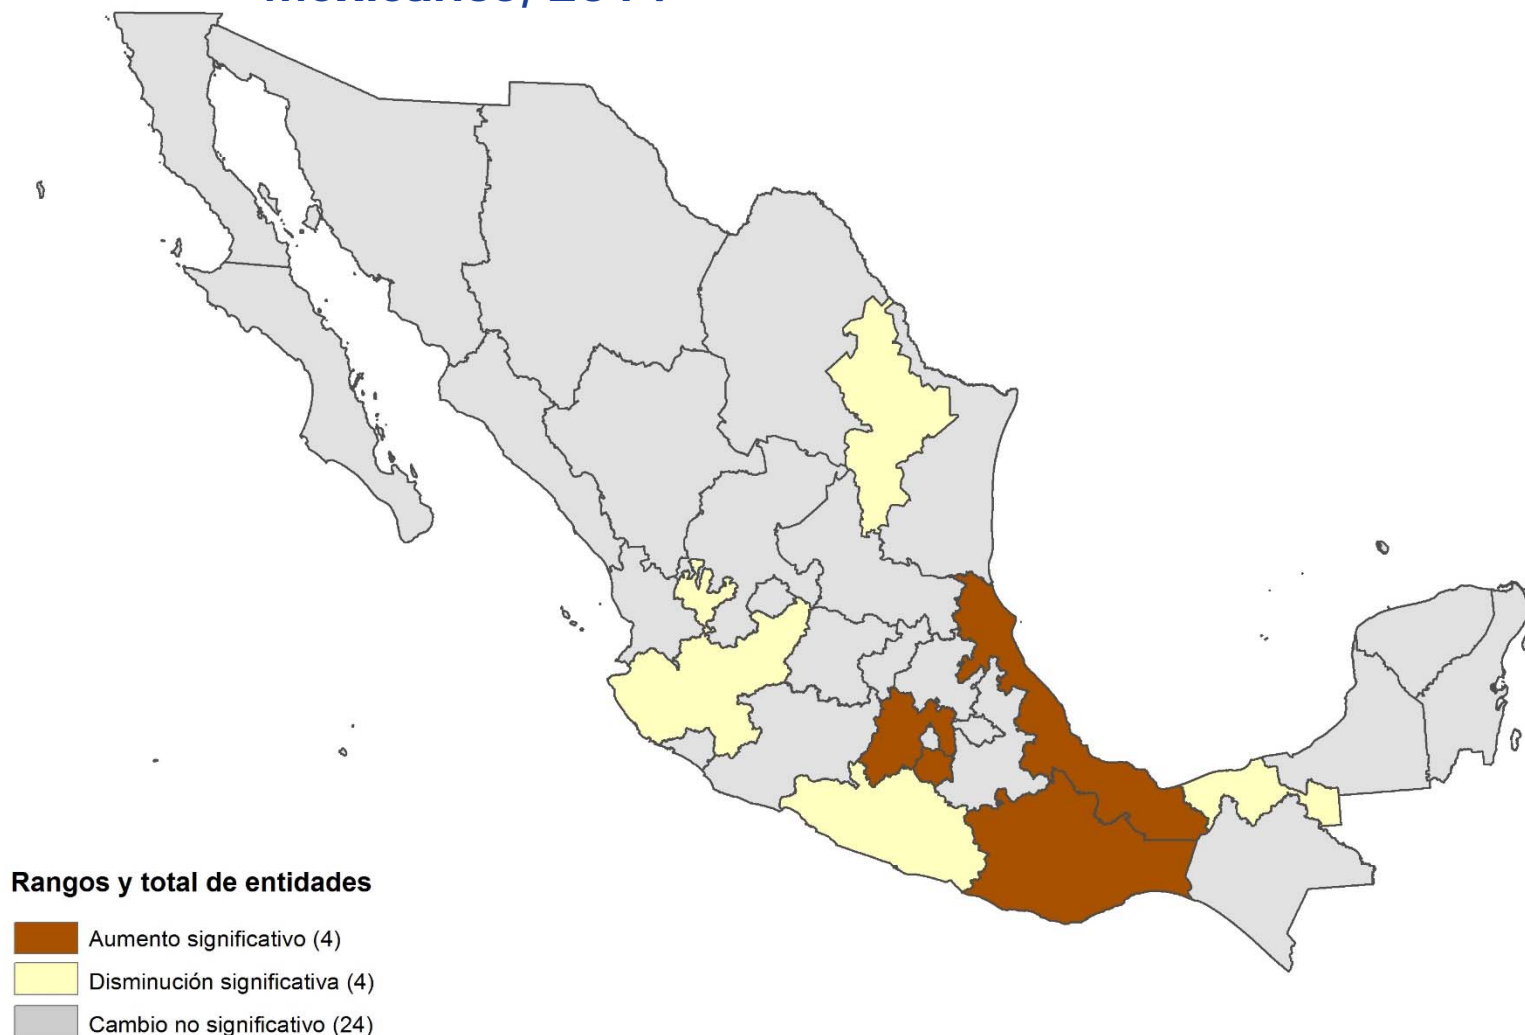 Rangos y total de entidades
Aumento significativo (4)
Disminución significativa (4)
Cambio no significativo (24)